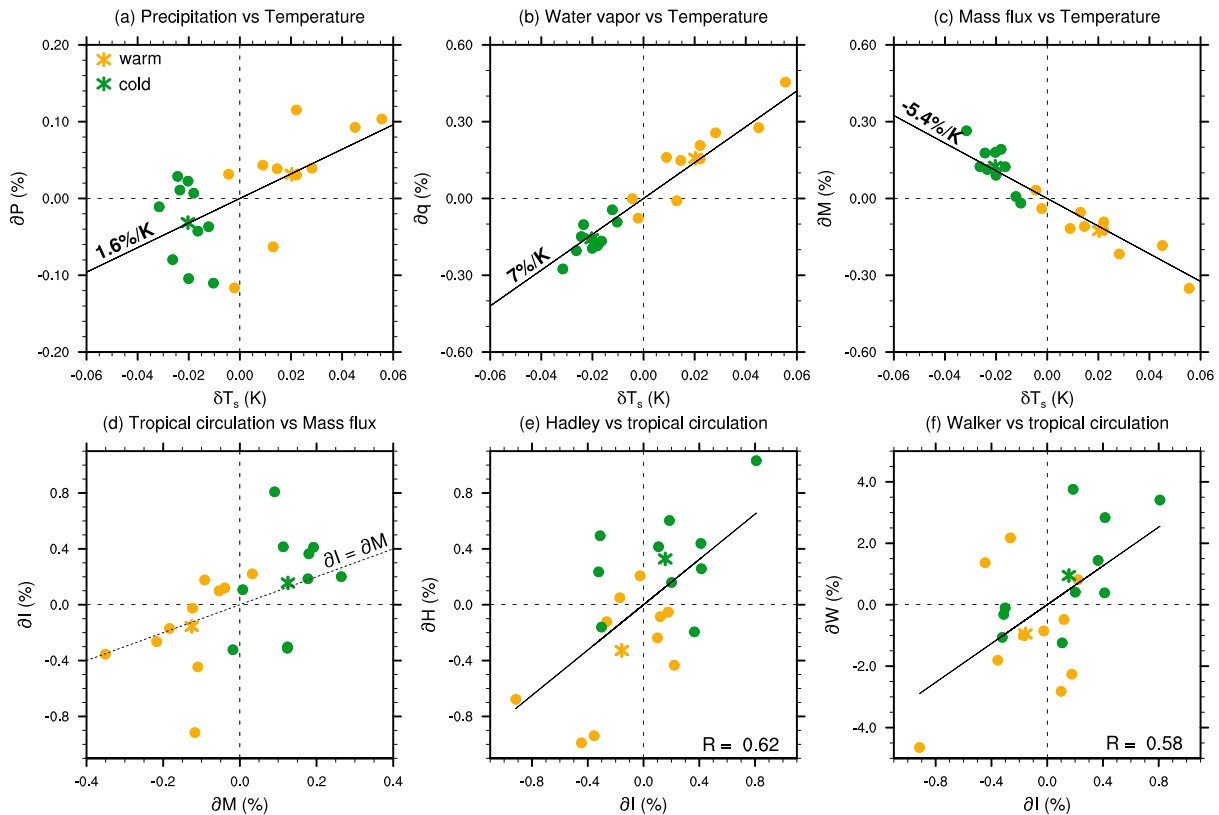 (a) Precipitation vs Temperature
0.20
0.10
0.00
-0.10
-0.20
∂P (%)
warm
cold
1.6%/K
-0.06 -0.04 -0.02 0.00 0.02 0.04 0.06
δTs (K)
(b) Water vapor vs Temperature
0.60
0.30
0.00
-0.30
-0.60
∂q (%)
7%/K
-0.06 -0.04 -0.02 0.00 0.02 0.04 0.06
δTs (K)
(c) Mass flux vs Temperature
0.60
0.30
0.00
-0.30
-0.60
∂M (%)
-5.4%/K
-0.06 -0.04 -0.02 0.00 0.02 0.04 0.06
δTs (K)
(d) Tropical circulation vs Mass flux
0.8
0.4
0.0
-0.4
-0.8
∂I (%)
∂I = ∂M
-0.4 -0.2 0.0 0.2 0.4
∂M (%)
(e) Hadley vs tropical circulation
0.8
0.4
0.0
-0.4
-0.8
∂H (%)
R = 0.62
-0.8 -0.4 0.0 0.4 0.8
∂I (%)
(f) Walker vs tropical circulation
4.0
2.0
0.0
-2.0
-4.0
∂W (%)
R = 0.58
-0.8 -0.4 0.0 0.4 0.8
∂I (%)